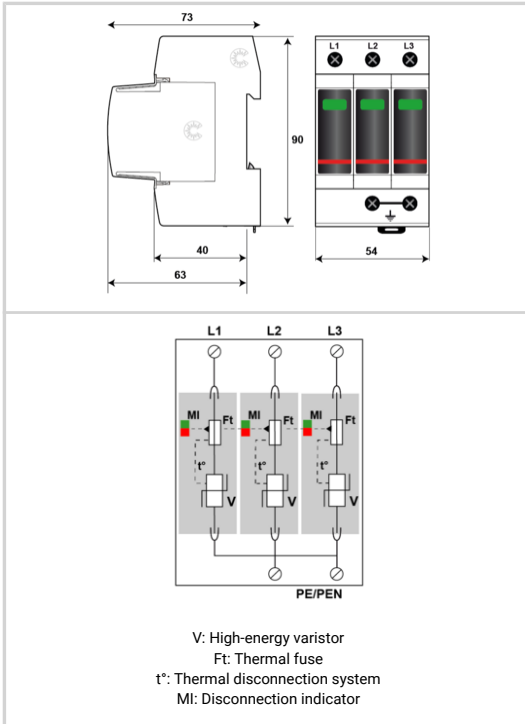 73
L1 L2 L3
C
C
90
40
63
54
L1 L2 L3
MI Ft MI Ft MI Ft
t° t° t°
V V V
PE/PEN
V: High-energy varistor
Ft: Thermal fuse
t°: Thermal disconnection system
MI: Disconnection indicator